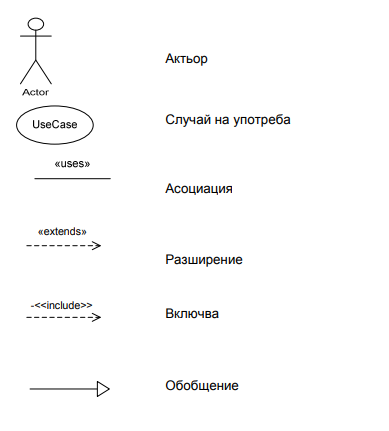 Актьор
Actor
UseCase
Случай на употреба
«uses»
Асоциация
«extends»
Разширение
-<<include>>
Включва
Обобщение